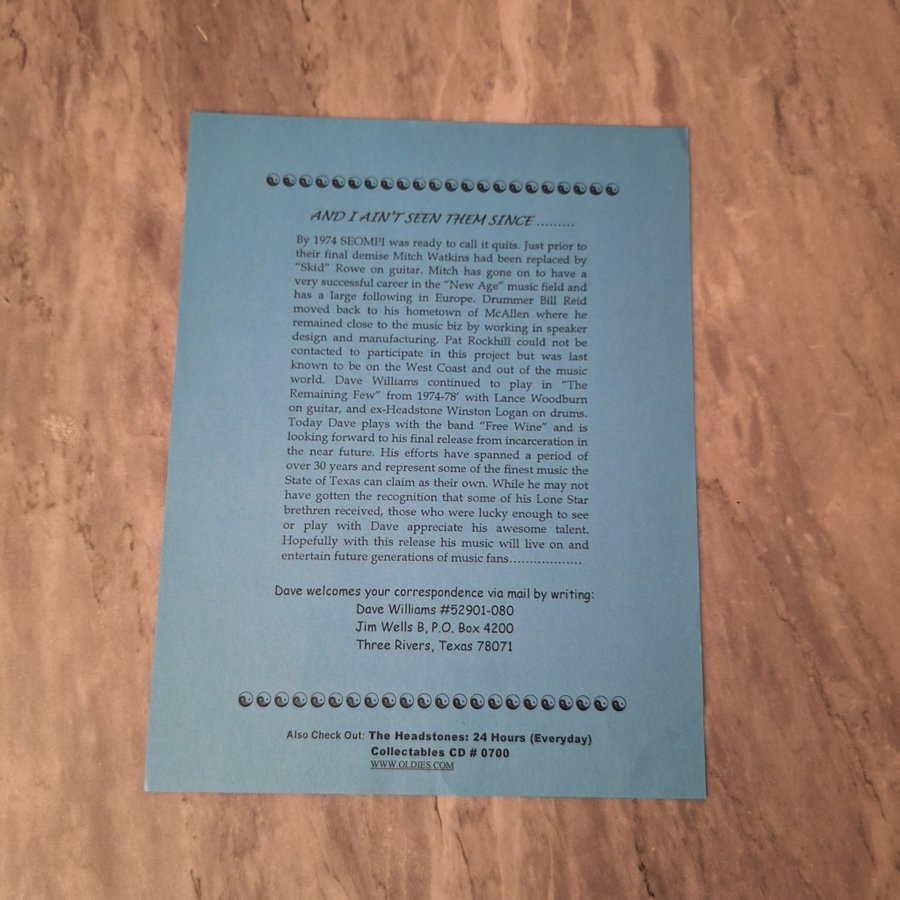 AND I AIN'T SEEN THEM SINCE .........
By 1974 SEOMPI was ready to call it quits. Just prior to
their final demise Mitch Watkins had been replaced by
"Skid" Rowe on guitar. Mitch has gone on to have a
very successful career in the "New Age" music field and
has a large following in Europe. Drummer Bill Reid
moved back to his hometown of McAllen where he
remained close to the music biz by working in speaker
design and manufacturing. Pat Rockhill could not be
contacted to participate in this project but was last
known to be on the West Coast and out of the music
world. Dave Williams continued to play in "The
Remaining Few" from 1974-78' with Lance Woodburn
on guitar, and ex-Headstone Winston Logan on drums.
Today Dave plays with the band "Free Wine" and is
looking forward to his final release from incarceration in
the near future. His efforts have spanned a period of
over 30 years and represent some of the finest music the
State of Texas can claim as their own. While he may not
have gotten the recognition that some of his Lone Star
brethren received, those who were lucky enough to see
or play with Dave appreciate his awesome talent.
Hopefully with this release his music will live on and
entertain future generations of music fans..................
Dave welcomes your correspondence via mail by writing:
Dave Williams #52901-080
Jim Wells B, P.O. Box 4200
Three Rivers, Texas 78071
Also Check Out: The Headstones: 24 Hours (Everyday)
Collectables CD # 0700
WWW.OLDIES.COM